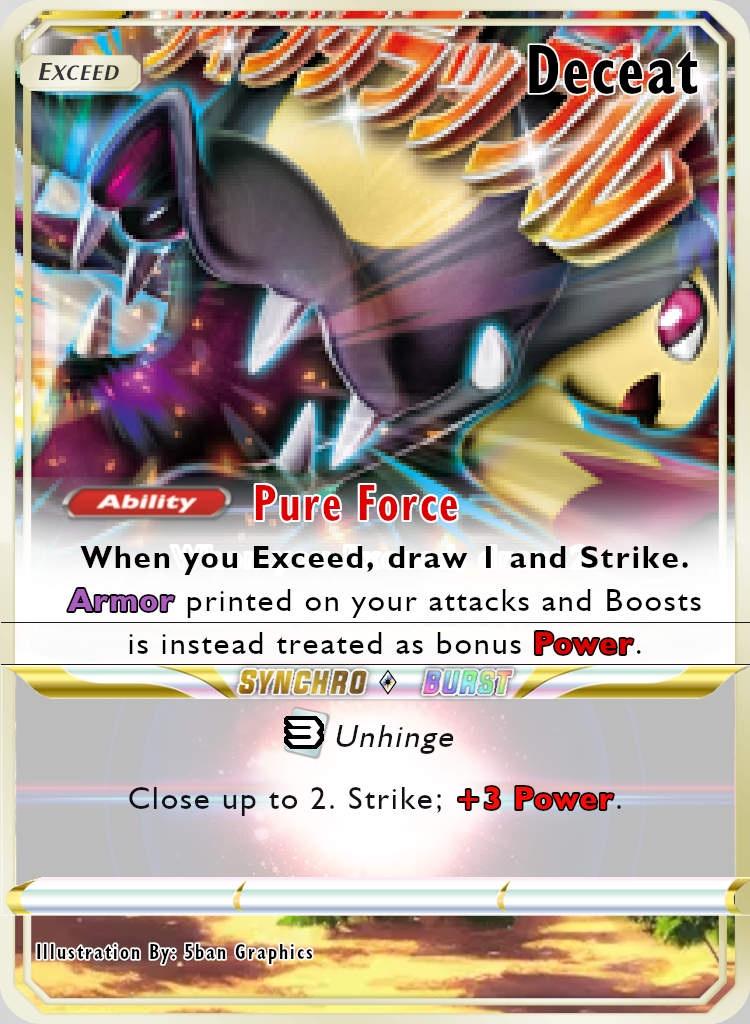 EXCEED
Deceat
Ability Pure Force
When you Exceed, draw 1 and Strike.
Armor printed on your attacks and Boosts
is instead treated as bonus Power.
SYNCHRO BURST
3 Unhinge
Close up to 2. Strike; +3 Power.
Illustration By: 5ban Graphics